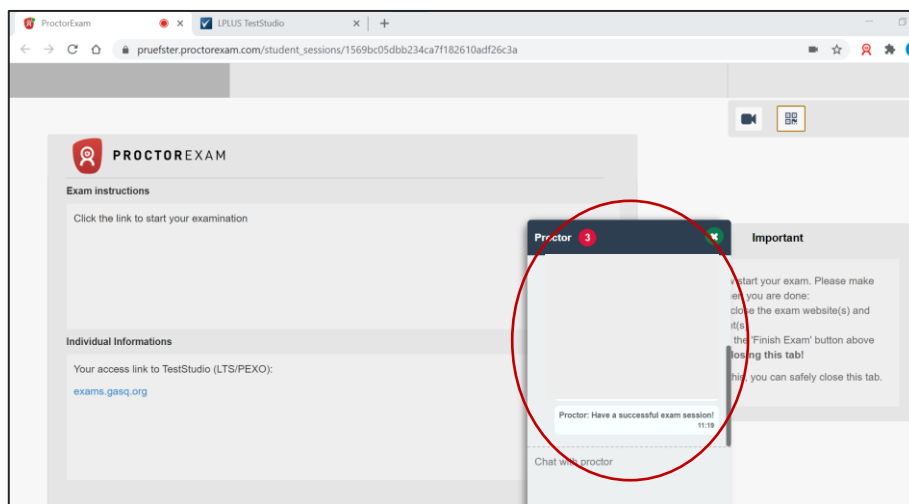 ProctorExam
LPLUS TestStudio
pruefster.proctorexam.com/student_sessions/1569bc05dbb234ca7f182610adf26c3a
PROCTOREXAM
Exam instructions
Click the link to start your examination
Individual Informations
Your access link to TestStudio (LTS/PEXO):
exams.gasq.org
Proctor 3
Proctor: Have a successful exam session!
11:19
Chat with proctor
Important
start your exam. Please make
you are done:
close the exam website(s) and
the 'Finish Exam' button above
closing this tab!
this, you can safely close this tab.